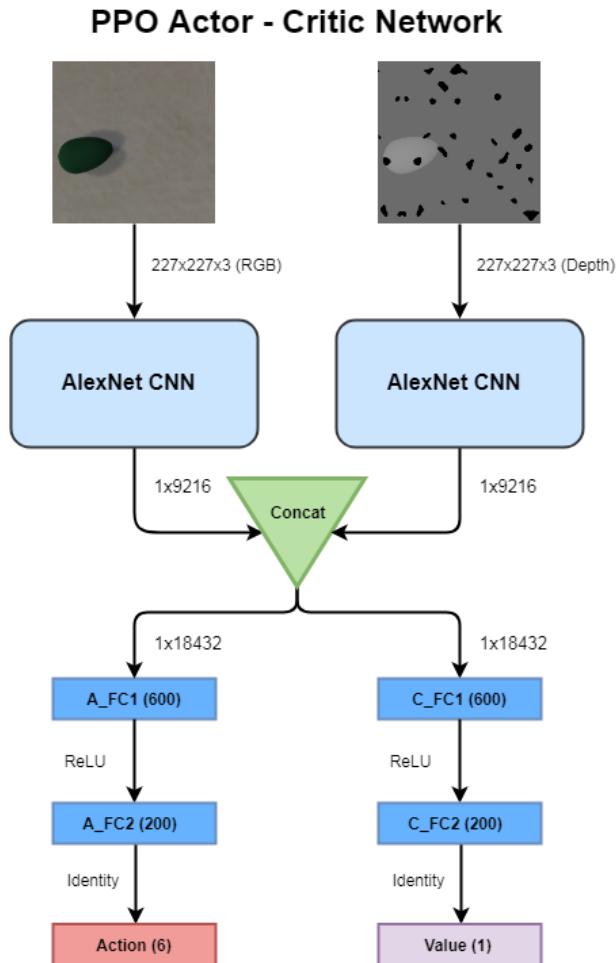 PPO Actor - Critic Network
227x227x3 (RGB)
227x227x3 (Depth)
AlexNet CNN
AlexNet CNN
1x9216
1x9216
Concat
1x18432
1x18432
A_FC1 (600)
C_FC1 (600)
ReLU
ReLU
A_FC2 (200)
C_FC2 (200)
Identity
Identity
Action (6)
Value (1)